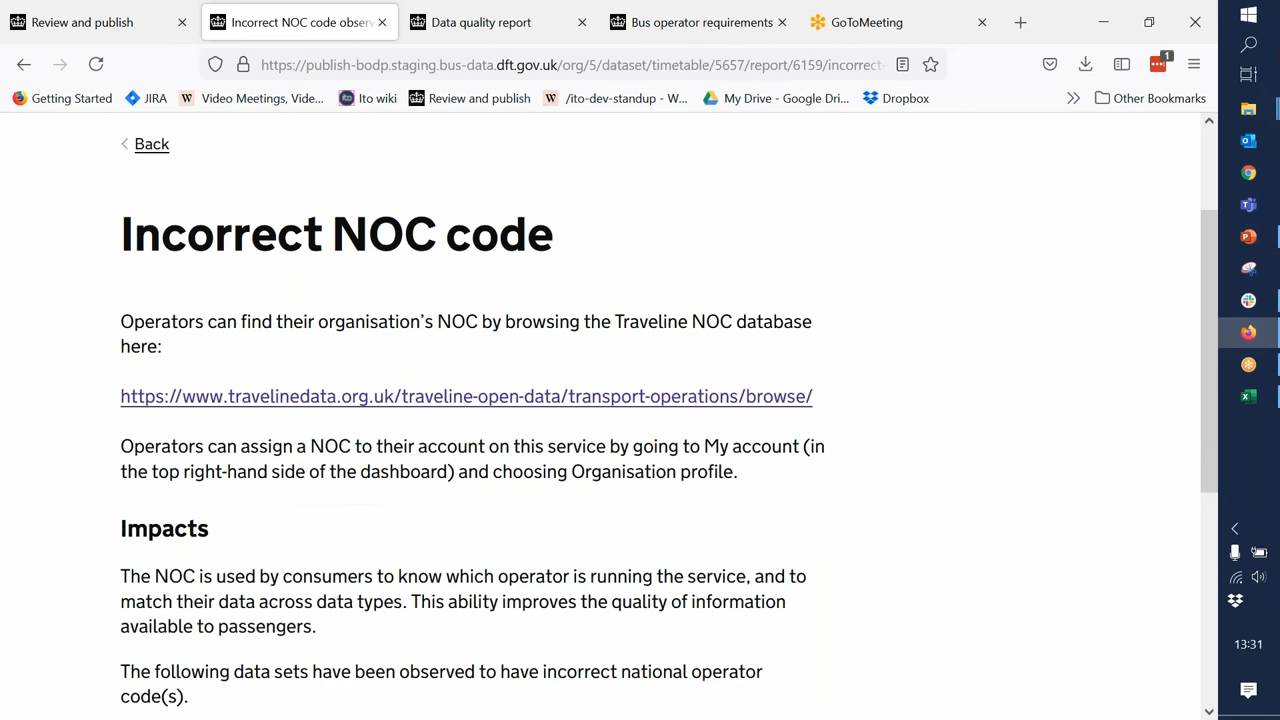 Review and publish
Incorrect NOC code observ
Data quality report
Bus operator requirements
GoToMeeting
https://publish-bodp.staging.bus-data.dft.gov.uk/org/5/dataset/timetable/5657/report/6159/incorrect-
1
Getting Started
JIRA
Video Meetings, Vide...
Ito wiki
Review and publish
/ito-dev-standup - W...
My Drive - Google Dri...
Dropbox
Other Bookmarks
Back
Incorrect NOC code
Operators can find their organisation's NOC by browsing the Traveline NOC database
here:
https://www.travelinedata.org.uk/traveline-open-data/transport-operations/browse/
Operators can assign a NOC to their account on this service by going to My account (in
the top right-hand side of the dashboard) and choosing Organisation profile.
Impacts
The NOC is used by consumers to know which operator is running the service, and to
match their data across data types. This ability improves the quality of information
available to passengers.
The following data sets have been observed to have incorrect national operator
code(s).
13:31